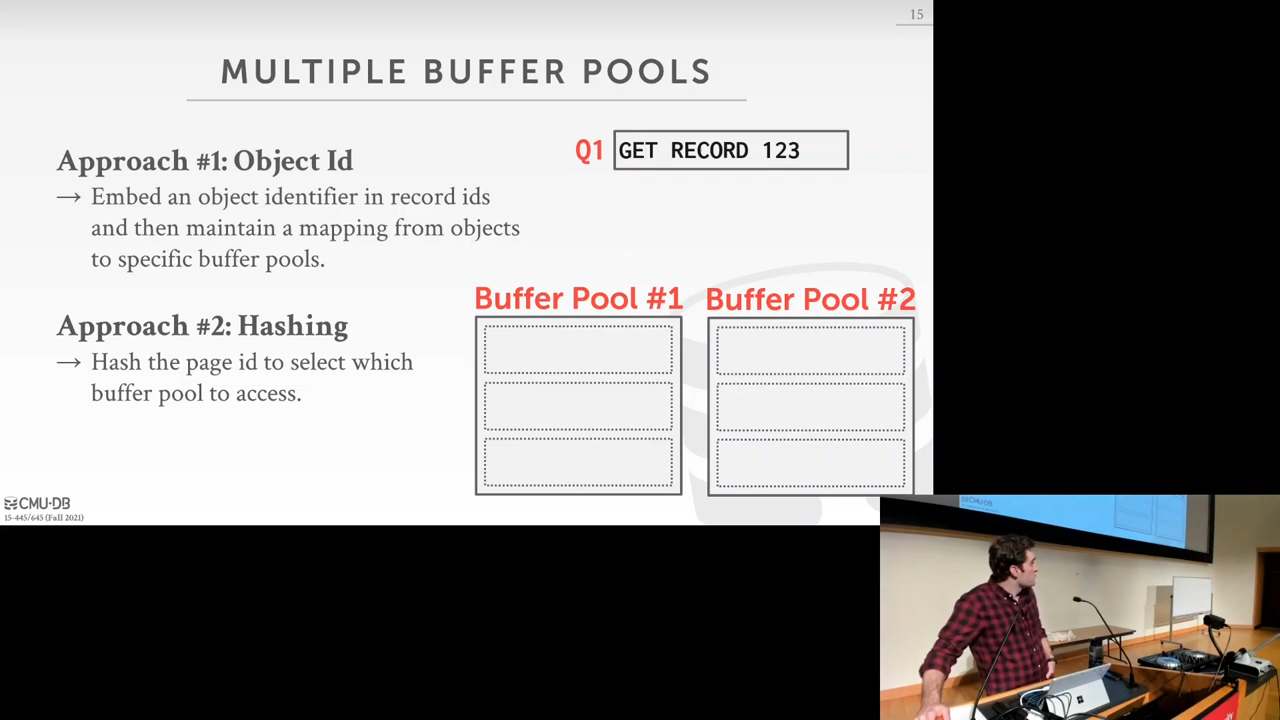 15
MULTIPLE BUFFER POOLS
Approach #1: Object Id
→ Embed an object identifier in record ids
and then maintain a mapping from objects
to specific buffer pools.
Q1 GET RECORD 123
Approach #2: Hashing
→ Hash the page id to select which
buffer pool to access.
Buffer Pool #1
Buffer Pool #2
CMU·DB
15-445/645 (Fall 2021)
CMU·DB